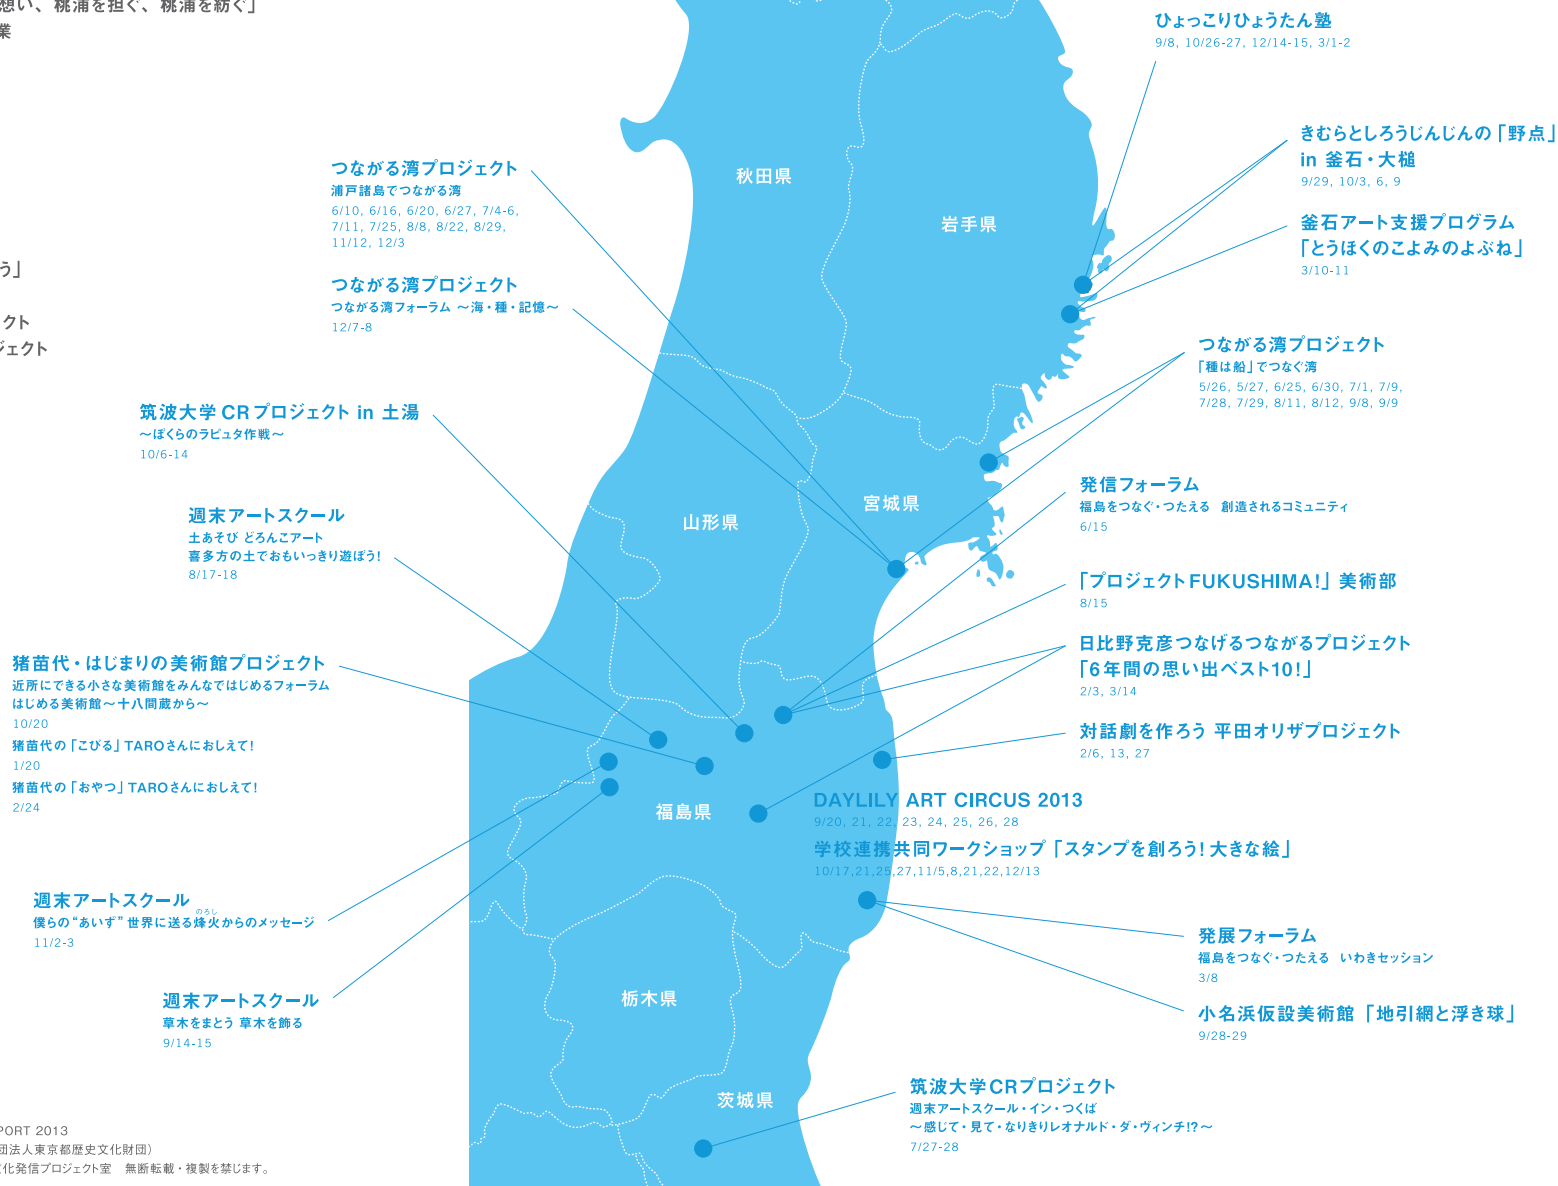 想い、桃浦を担ぐ、桃浦を紡ぐ」
業
う」
クト
ジェクト
ひょっこりひょうたん塾
9/8, 10/26-27, 12/14-15, 3/1-2
きむらとしろうじんじんの「野点」
in 釜石・大槌
9/29, 10/3, 6, 9
釜石アート支援プログラム
「とうほくのこよみのよぶね」
3/10-11
秋田県
岩手県
つながる湾プロジェクト
浦戸諸島でつながる湾
6/10, 6/16, 6/20, 6/27, 7/4-6,
7/11, 7/25, 8/8, 8/22, 8/29,
11/12, 12/3
つながる湾プロジェクト
つながる湾フォーラム ～海・種・記憶～
12/7-8
つながる湾プロジェクト
「種は船」でつなぐ湾
5/26, 5/27, 6/25, 6/30, 7/1, 7/9,
7/28, 7/29, 8/11, 8/12, 9/8, 9/9
筑波大学CRプロジェクト in 土湯
～ぼくらのラピュタ作戦～
10/6-14
宮城県
山形県
発信フォーラム
福島をつなぐ・つたえる 創造されるコミュニティ
6/15
週末アートスクール
土あそび どろんこアート
喜多方の土でおもいっきり遊ぼう!
8/17-18
「プロジェクトFUKUSHIMA!」美術部
8/15
日比野克彦つなげるつながるプロジェクト
「6年間の思い出ベスト10!」
2/3, 3/14
猪苗代・はじまりの美術館プロジェクト
近所にできる小さな美術館をみんなではじめるフォーラム
はじめる美術館～十八間蔵から～
10/20
猪苗代の「こびる」TAROさんにおしえて!
1/20
猪苗代の「おやつ」TAROさんにおしえて!
2/24
対話劇を作ろう 平田オリザプロジェクト
2/6, 13, 27
福島県
DAYLILY ART CIRCUS 2013
9/20, 21, 22, 23, 24, 25, 26, 28
学校連携共同ワークショップ「スタンプを創ろう! 大きな絵」
10/17,21,25,27,11/5,8,21,22,12/13
週末アートスクール
のろし
僕らの“あいず” 世界に送る烽火からのメッセージ
11/2-3
発展フォーラム
福島をつなぐ・つたえる いわきセッション
3/8
週末アートスクール
草木をまとう 草木を飾る
9/14-15
栃木県
小名浜仮設美術館「地引網と浮き球」
9/28-29
茨城県
筑波大学CRプロジェクト
週末アートスクール・イン・つくば
～感じて・見て・なりきりレオナルド・ダ・ヴィンチ!?～
7/27-28
PORT 2013
団法人東京都歴史文化財団）
文化発信プロジェクト室　無断転載・複製を禁じます。